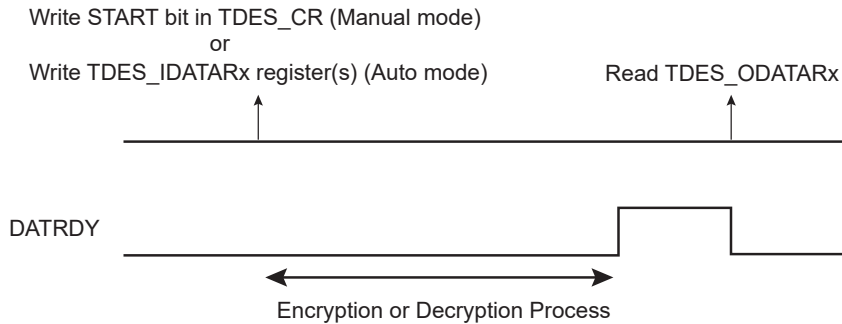 Write START bit in TDES_CR (Manual mode)
or
Write TDES_IDATARx register(s) (Auto mode)
Read TDES_ODATARx
DATRDY
Encryption or Decryption Process